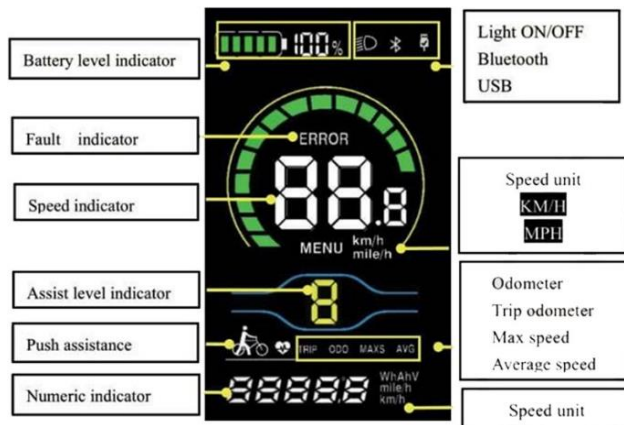 Battery level indicator
100%
Light ON/OFF
Bluetooth
USB
Fault indicator
ERROR
Speed indicator
88.8
MENU km/h
mile/h
Speed unit
KM/H
MPH
Assist level indicator
8
Odometer
Trip odometer
Max speed
Average speed
Push assistance
TRIP ODO MAXS AVG
Numeric indicator
88888
WhAhV
mile/h
km/h
Speed unit